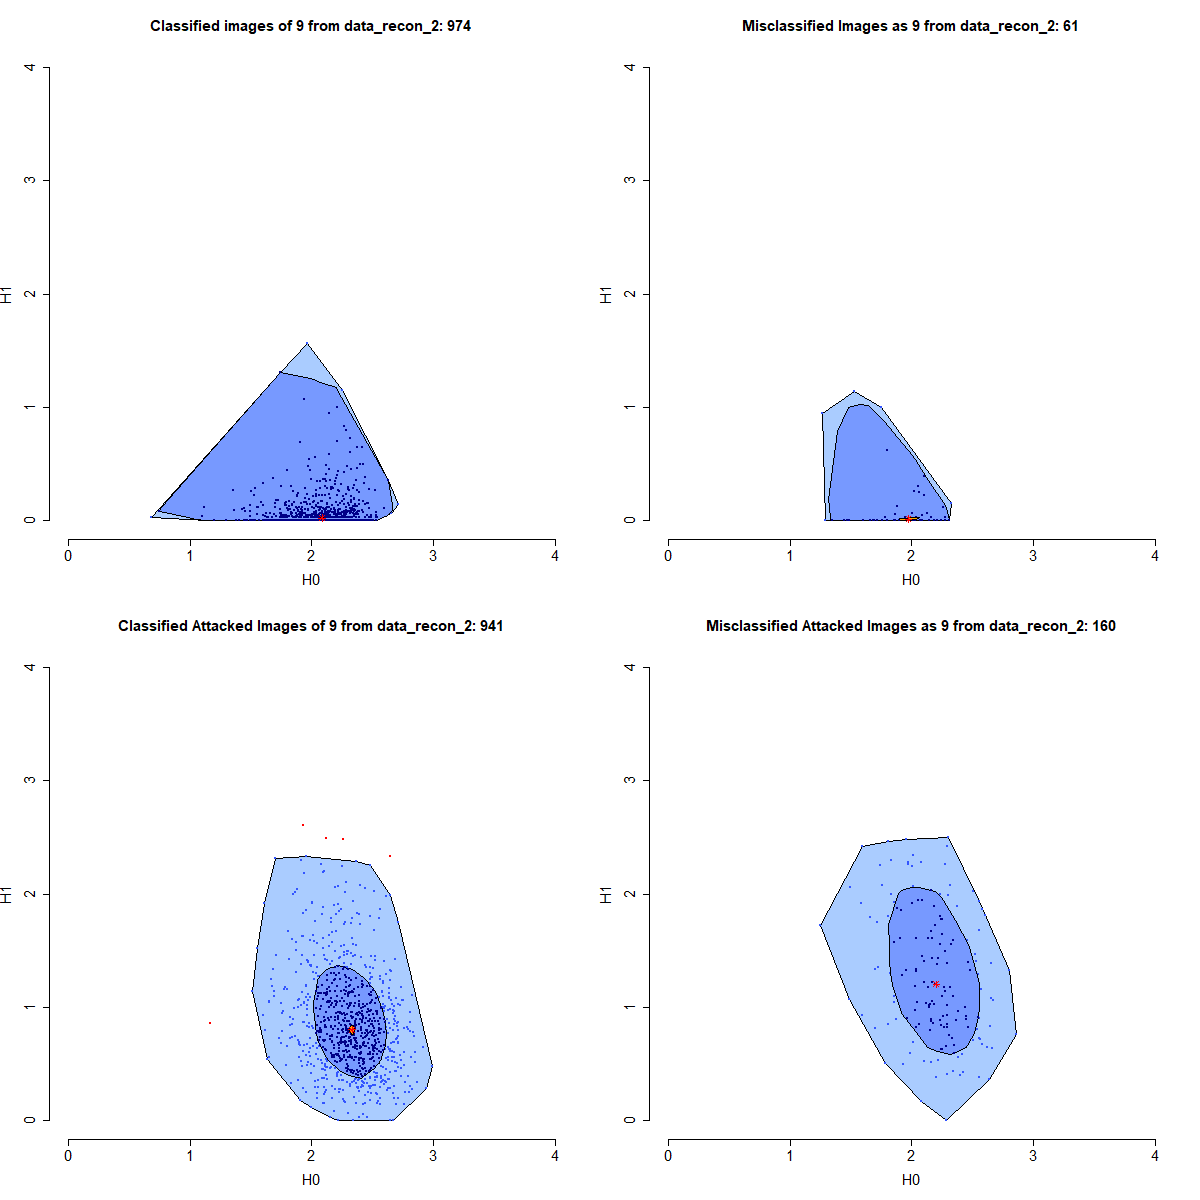 Classified images of 9 from data_recon_2: 974
4
3
2
1
0
H1
0 1 2 3 4
H0
Misclassified Images as 9 from data_recon_2: 61
4
3
2
1
0
H1
0 1 2 3 4
H0
Classified Attacked Images of 9 from data_recon_2: 941
4
3
2
1
0
H1
0 1 2 3 4
H0
Misclassified Attacked Images as 9 from data_recon_2: 160
4
3
2
1
0
H1
0 1 2 3 4
H0